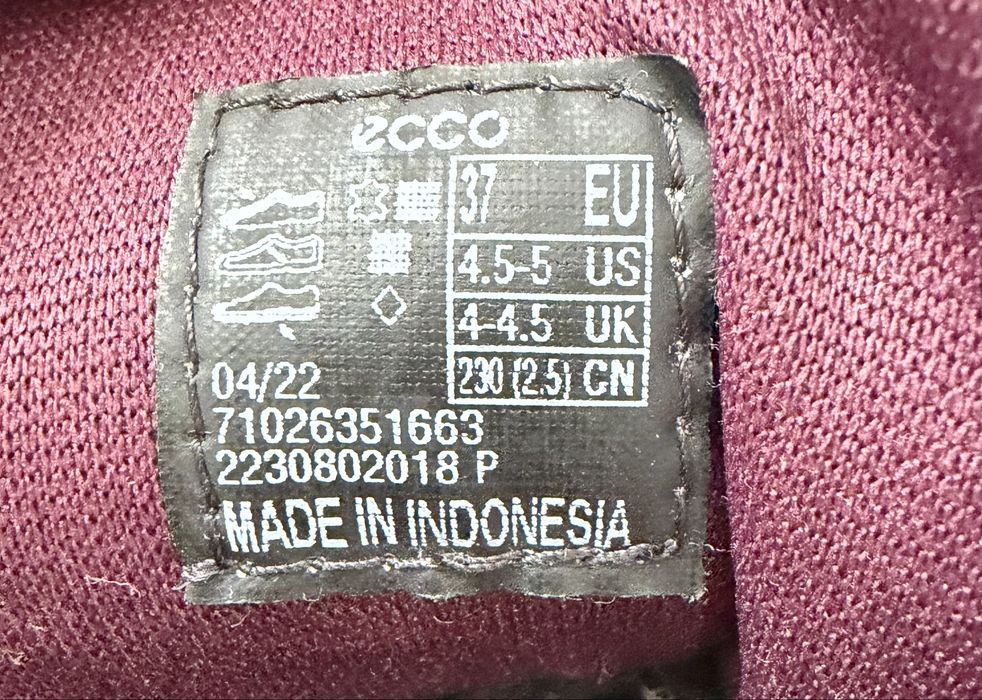 ecco
37 EU
4.5-5 US
4-4.5 UK
230 (2.5) CN
04/22
71026351663
2230802018 P
MADE IN INDONESIA